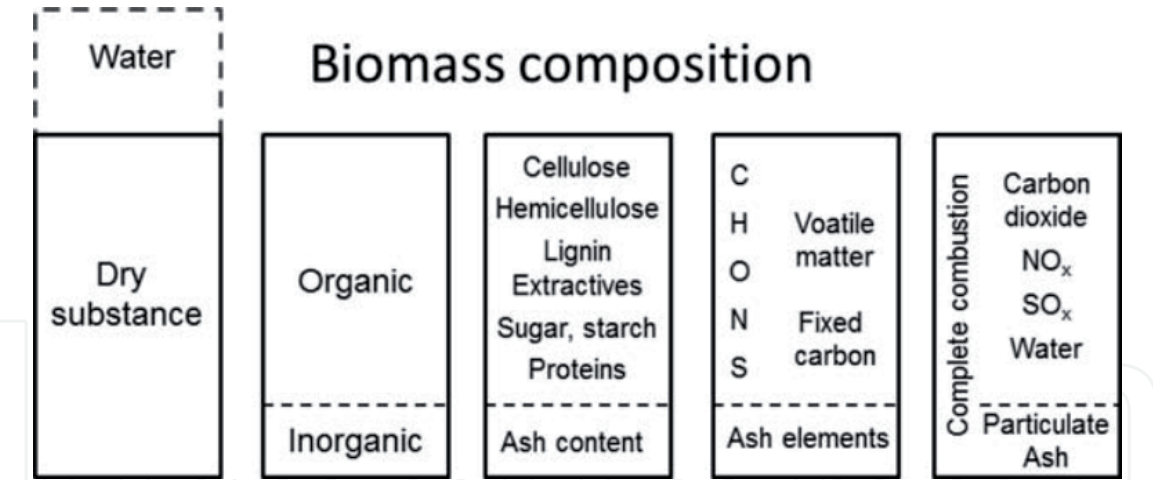 Water
Biomass composition
Dry
substance
Organic
Inorganic
Cellulose
Hemicellulose
Lignin
Extractives
Sugar, starch
Proteins
Ash content
C
H
O
N
S
Voatile
matter
Fixed
carbon
Ash elements
Complete combustion
Carbon
dioxide
NOx
SOx
Water
Particulate
Ash